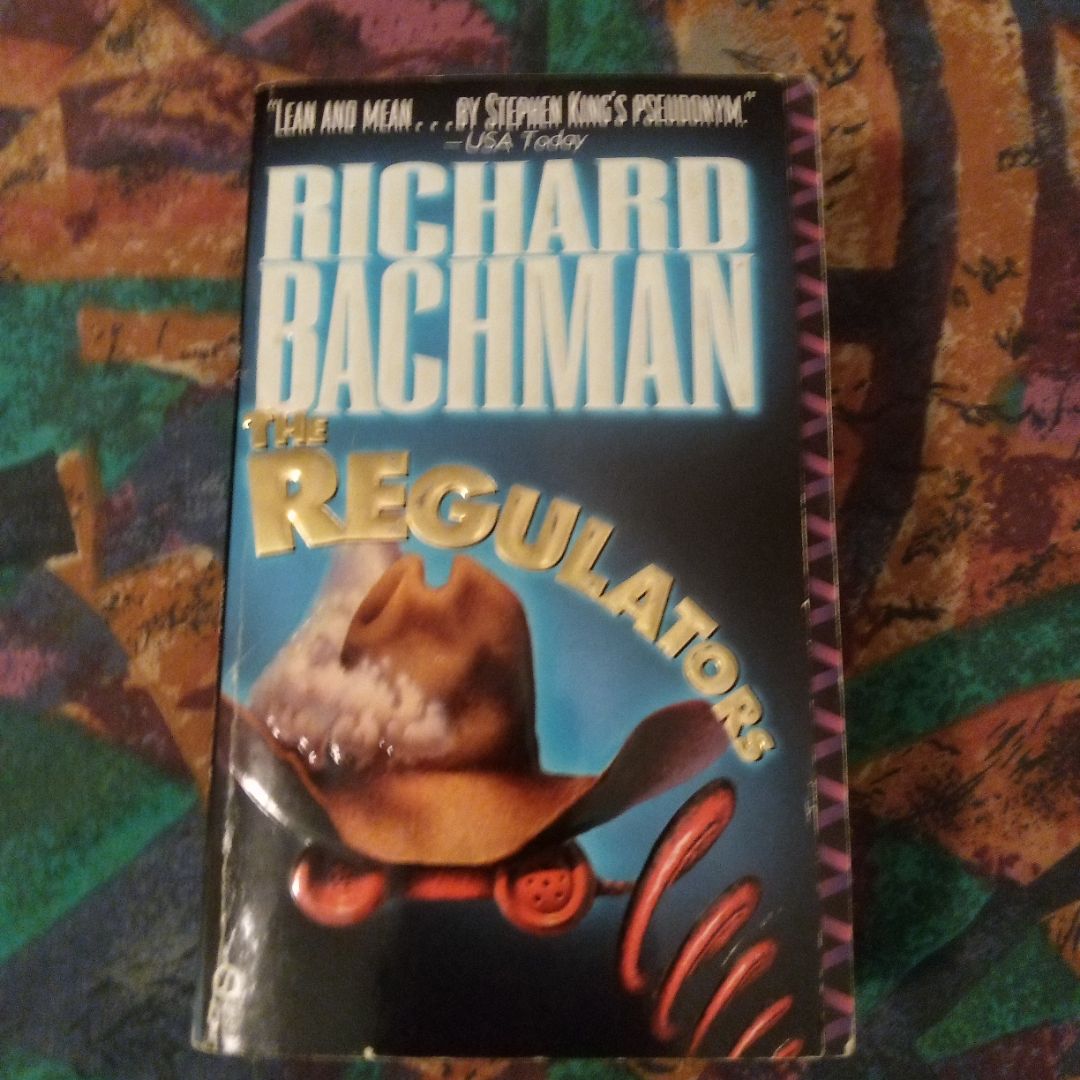 "LEAN AND MEAN...BY STEPHEN KING'S PSEUDONYM."
—USA Today
RICHARD
BACHMAN
THE
REGULATORS